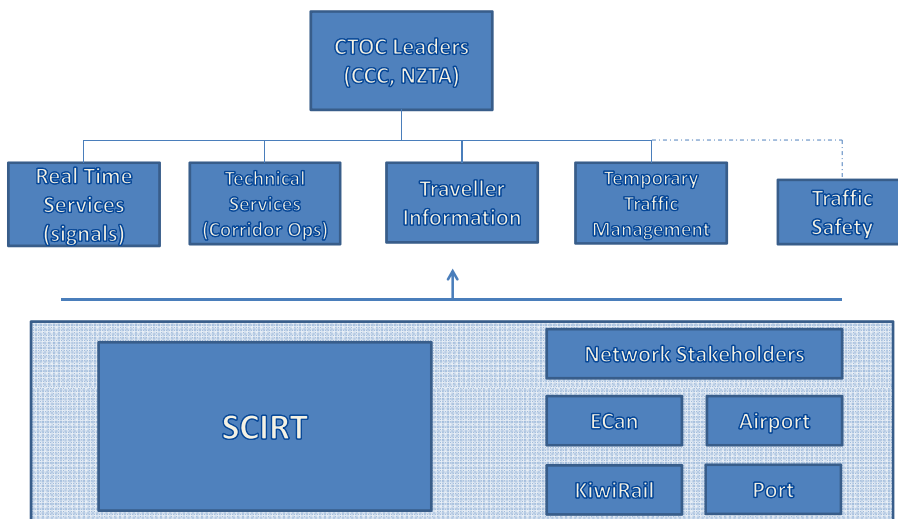 CTOC Leaders
(CCC, NZTA)
Real Time
Services
(signals)
Technical
Services
(Corridor Ops)
Traveller
Information
Temporary
Traffic
Management
Traffic
Safety
SCIRT
Network Stakeholders
ECan
Airport
KiwiRail
Port